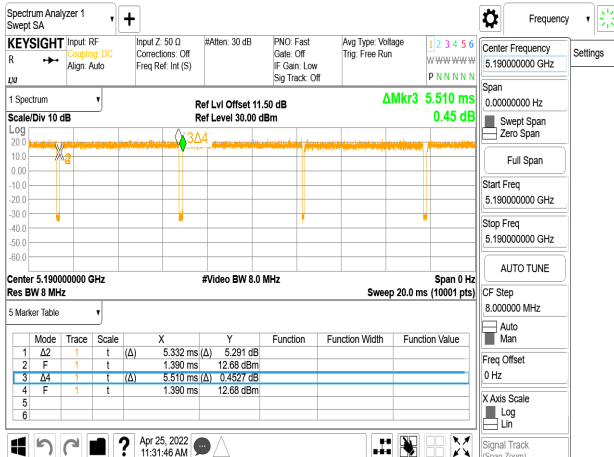 Spectrum Analyzer 1
Swept SA
Frequency
KEYSIGHT
R
LXI
Input: RF
Coupling: DC
Align: Auto
Input Z: 50 Ω
Corrections: Off
Freq Ref: Int (S)
#Atten: 30 dB
PNO: Fast
Gate: Off
IF Gain: Low
Sig Track: Off
Avg Type: Voltage
Trig: Free Run
1 2 3 4 5 6
W W W W W W
P N N N N N
1 Spectrum
Scale/Div 10 dB
Ref Lvl Offset 11.50 dB
Ref Level 30.00 dBm
ΔMkr3 5.510 ms
0.45 dB
Log
20.0
10.0
0.00
-10.0
-20.0
-30.0
-40.0
-50.0
-60.0
3Δ4
2
Center 5.190000000 GHz
Res BW 8 MHz
#Video BW 8.0 MHz
Span 0 Hz
Sweep 20.0 ms (10001 pts)
5 Marker Table
Mode Trace Scale X Y Function Function Width Function Value
1 Δ2 1 t (Δ) 5.332 ms (Δ) 5.291 dB
2 F 1 t 1.390 ms 12.68 dBm
3 Δ4 1 t (Δ) 5.510 ms (Δ) 0.4527 dB
4 F 1 t 1.390 ms 12.68 dBm
5
6
?
Apr 25, 2022
11:31:46 AM
Center Frequency
5.190000000 GHz
Settings
Span
0.00000000 Hz
Swept Span
Zero Span
Full Span
Start Freq
5.190000000 GHz
Stop Freq
5.190000000 GHz
AUTO TUNE
CF Step
8.000000 MHz
Auto
Man
Freq Offset
0 Hz
X Axis Scale
Log
Lin
Signal Track
(Span Zoom)